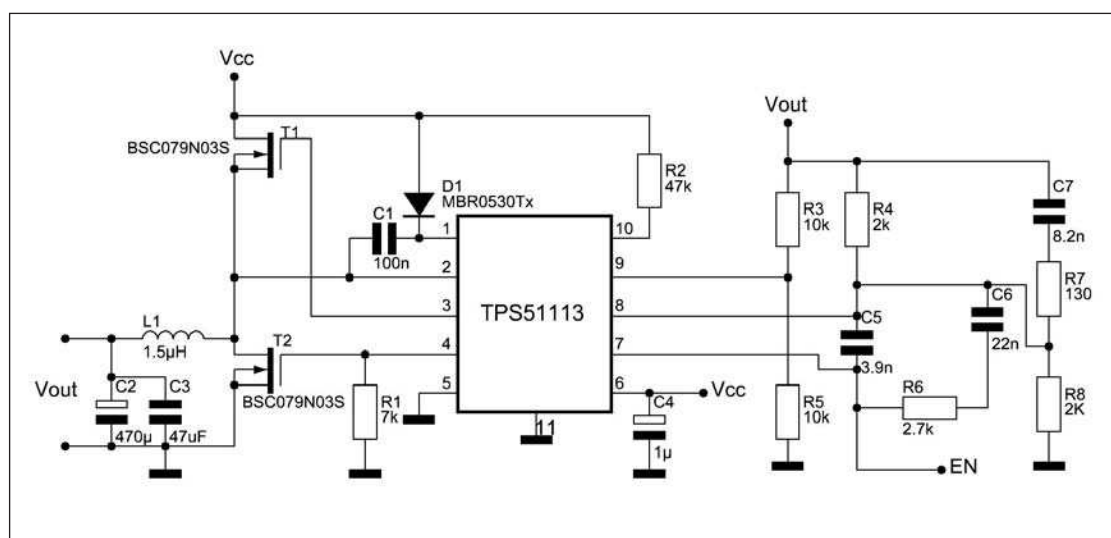 Vcc
T1
BSC079N03S
D1
MBR0530Tx
C1
100n
R2
47k
1
2
3
4
5
10
9
8
7
6
11
TPS51113
L1
1.5µH
T2
BSC079N03S
Vout
C2
470µ
C3
47uF
R1
7k
C4
1µ
Vcc
Vout
R3
10k
R4
2k
C7
8.2n
R7
130
C5
3.9n
C6
22n
R5
10k
R6
2.7k
R8
2K
EN